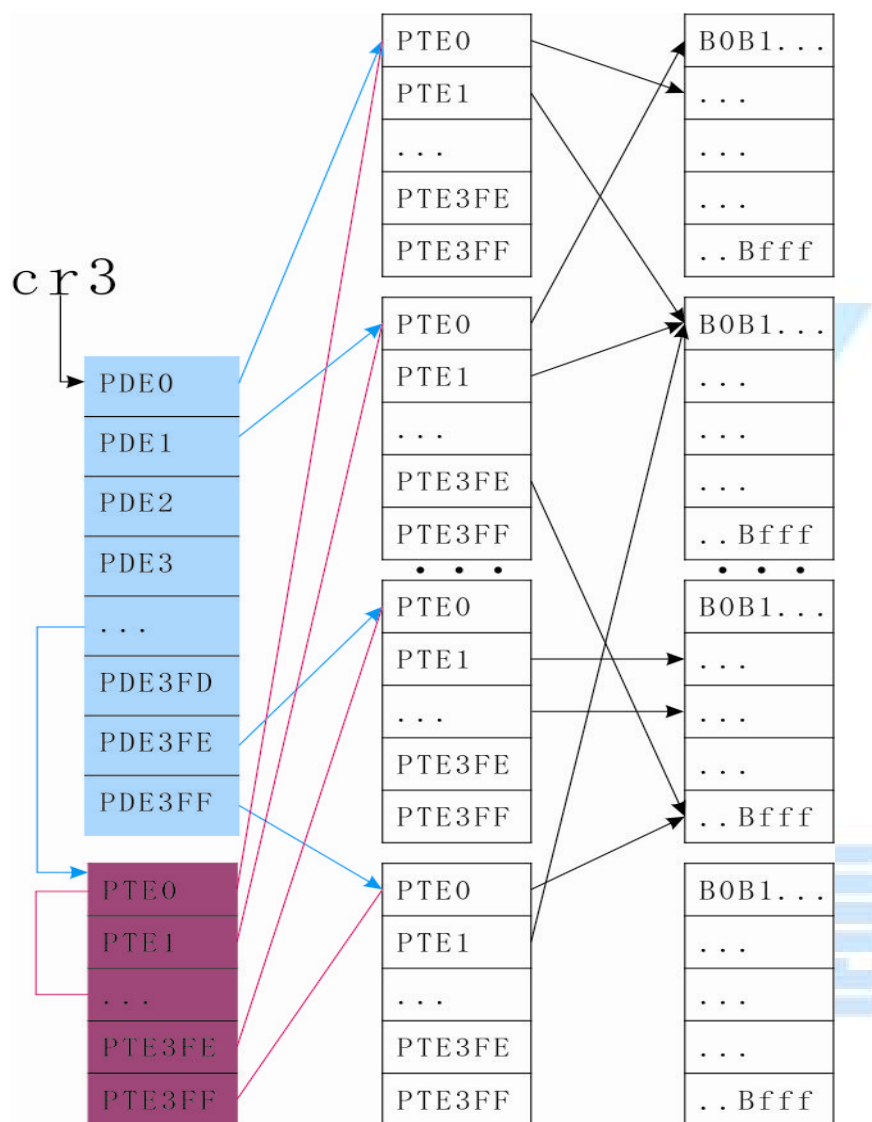 cr3
PDE0
PDE1
PDE2
PDE3
...
PDE3FD
PDE3FE
PDE3FF
PTE0
PTE1
...
PTE3FE
PTE3FF
PTE0
PTE1
...
PTE3FE
PTE3FF
PTE0
PTE1
...
PTE3FE
PTE3FF
...
PTE0
PTE1
...
PTE3FE
PTE3FF
PTE0
PTE1
...
PTE3FE
PTE3FF
B0B1...
...
...
...
..Bfff
B0B1...
...
...
...
..Bfff
...
B0B1...
...
...
...
..Bfff
B0B1...
...
...
...
..Bfff